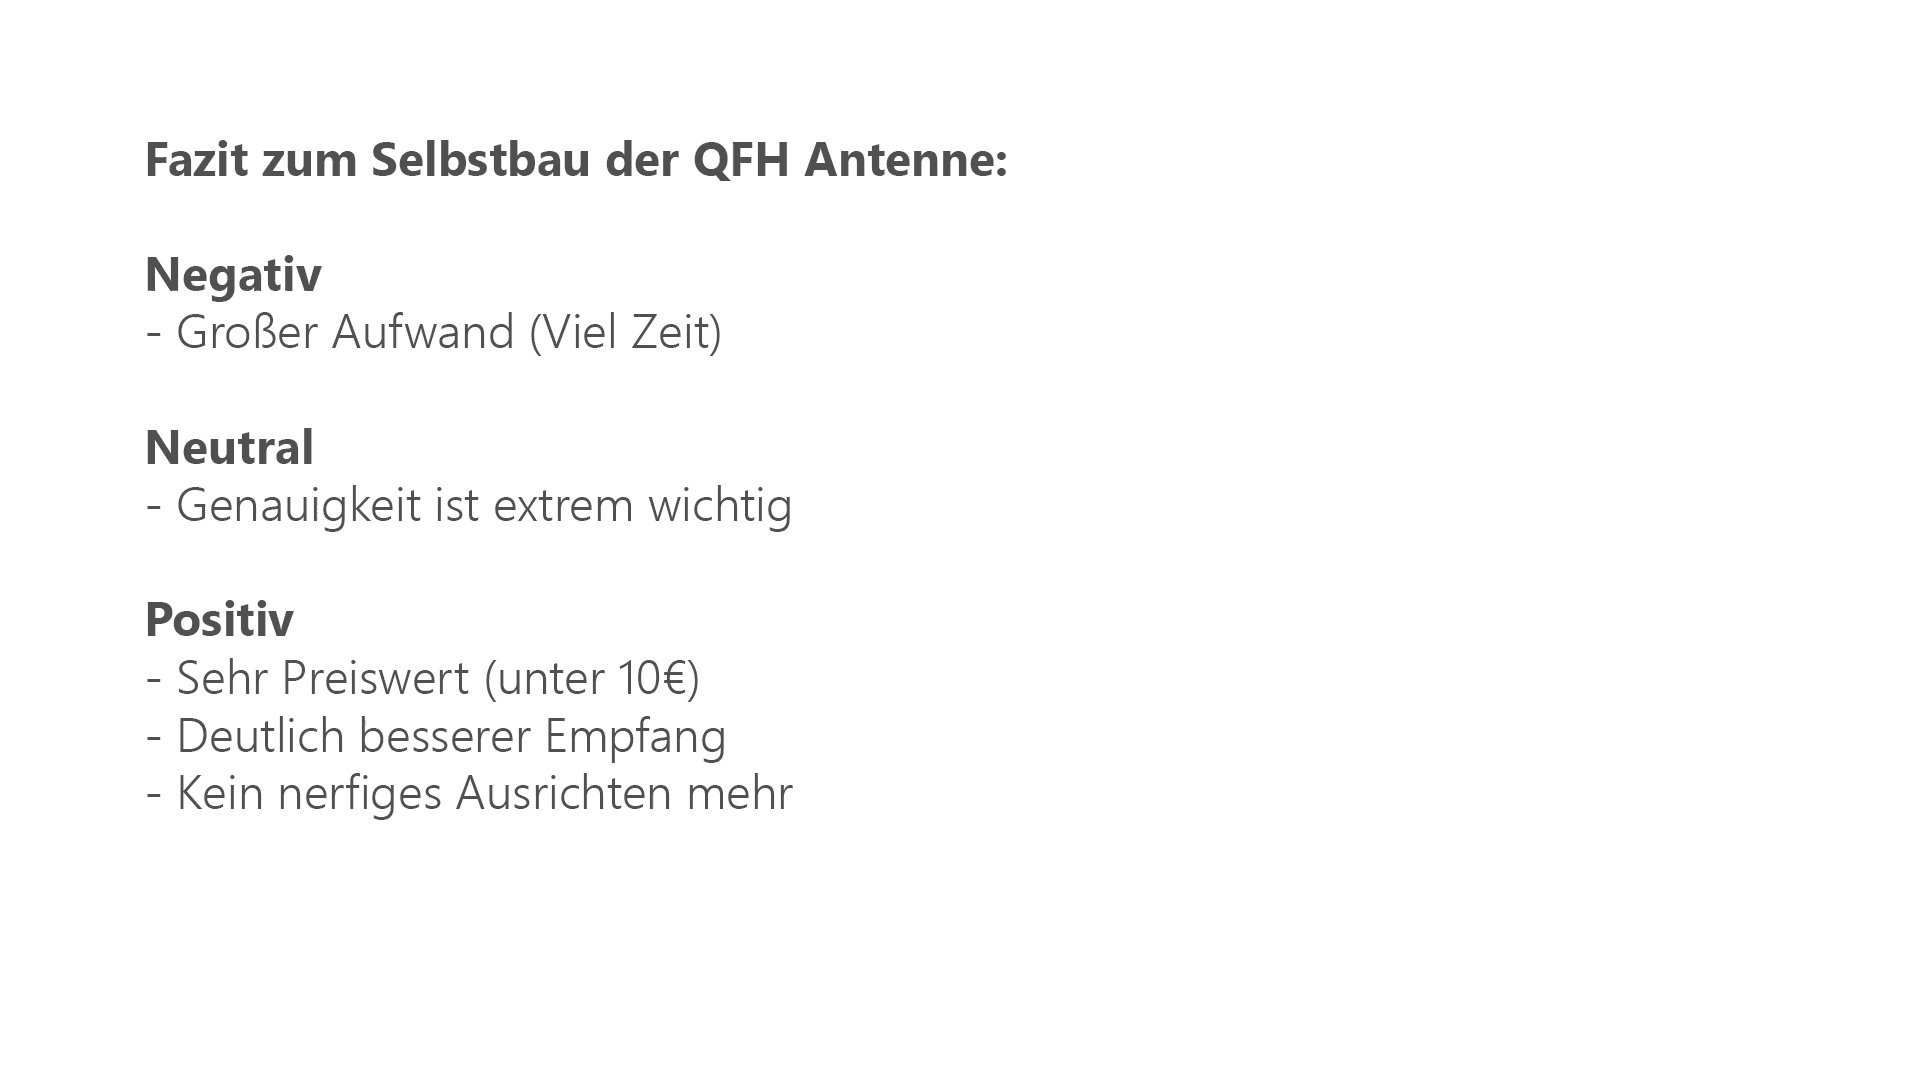 Fazit zum Selbstbau der QFH Antenne:
Negativ
- Großer Aufwand (Viel Zeit)
Neutral
- Genauigkeit ist extrem wichtig
Positiv
- Sehr Preiswert (unter 10€)
- Deutlich besserer Empfang
- Kein nerfiges Ausrichten mehr